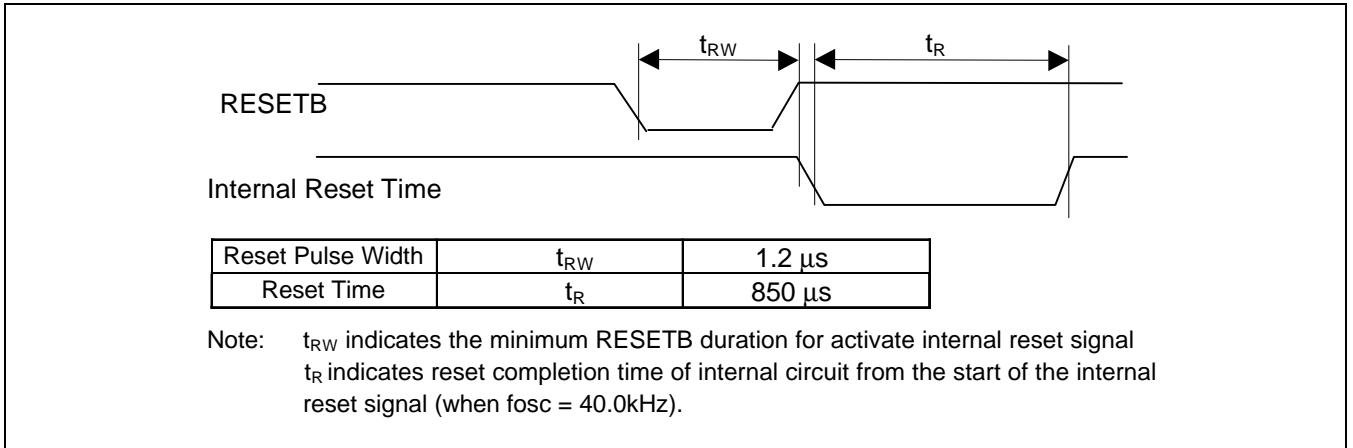 tRW tR
RESETB
Internal Reset Time
Reset Pulse Width tRW 1.2 μs
Reset Time tR 850 μs
Note: tRW indicates the minimum RESETB duration for activate internal reset signal
tR indicates reset completion time of internal circuit from the start of the internal
reset signal (when fosc = 40.0kHz).